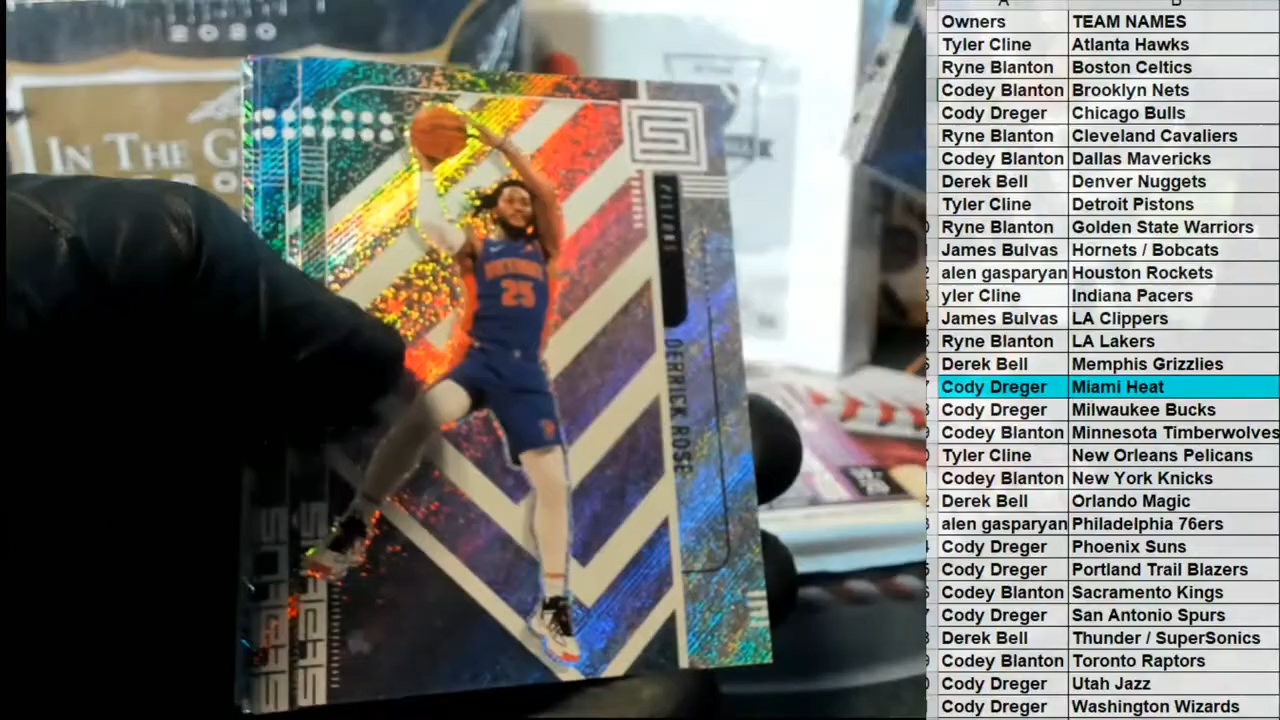 2020
IN THE G
25
PISTONS
DERRICK ROSE
Owners TEAM NAMES
Tyler Cline Atlanta Hawks
Ryne Blanton Boston Celtics
Codey Blanton Brooklyn Nets
Cody Dreger Chicago Bulls
Ryne Blanton Cleveland Cavaliers
Codey Blanton Dallas Mavericks
Derek Bell Denver Nuggets
Tyler Cline Detroit Pistons
Ryne Blanton Golden State Warriors
James Bulvas Hornets / Bobcats
alen gasparyan Houston Rockets
yler Cline Indiana Pacers
James Bulvas LA Clippers
Ryne Blanton LA Lakers
Derek Bell Memphis Grizzlies
Cody Dreger Miami Heat
Cody Dreger Milwaukee Bucks
Codey Blanton Minnesota Timberwolves
Tyler Cline New Orleans Pelicans
Codey Blanton New York Knicks
Derek Bell Orlando Magic
alen gasparyan Philadelphia 76ers
Cody Dreger Phoenix Suns
Cody Dreger Portland Trail Blazers
Codey Blanton Sacramento Kings
Cody Dreger San Antonio Spurs
Derek Bell Thunder / SuperSonics
Codey Blanton Toronto Raptors
Cody Dreger Utah Jazz
Cody Dreger Washington Wizards